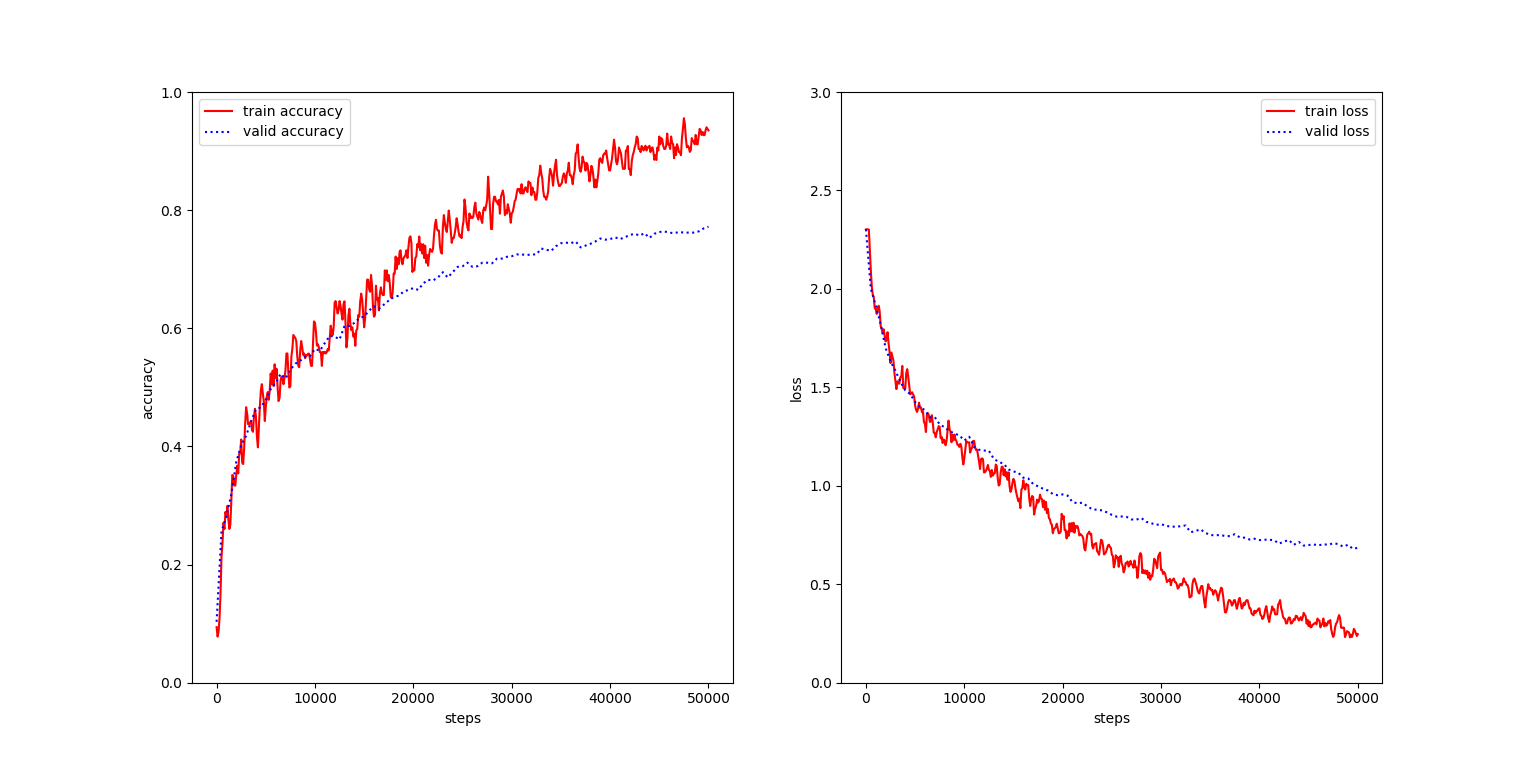 train accuracy
valid accuracy
1.0
0.8
0.6
0.4
0.2
0.0
accuracy
0 10000 20000 30000 40000 50000
steps
train loss
valid loss
3.0
2.5
2.0
1.5
1.0
0.5
0.0
loss
0 10000 20000 30000 40000 50000
steps